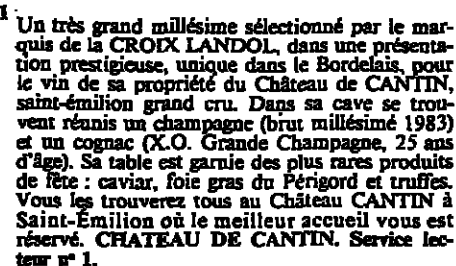 1
Un très grand millésime sélectionné par le mar-
quis de la CROIX LANDOL, dans une présenta-
tion prestigieuse, unique dans le Bordelais, pour
le vin de sa propriété du Château de CANTIN,
saint-émilion grand cru. Dans sa cave se trou-
vent réunis un champagne (brut millésimé 1983)
et un cognac (X.O. Grande Champagne, 25 ans
d'âge). Sa table est garnie des plus rares produits
de fête : caviar, foie gras du Périgord et truffes.
Vous les trouverez tous au Château CANTIN à
Saint-Émilion où le meilleur accueil vous est
réservé. CHATEAU DE CANTIN. Service lec-
teur n° 1.